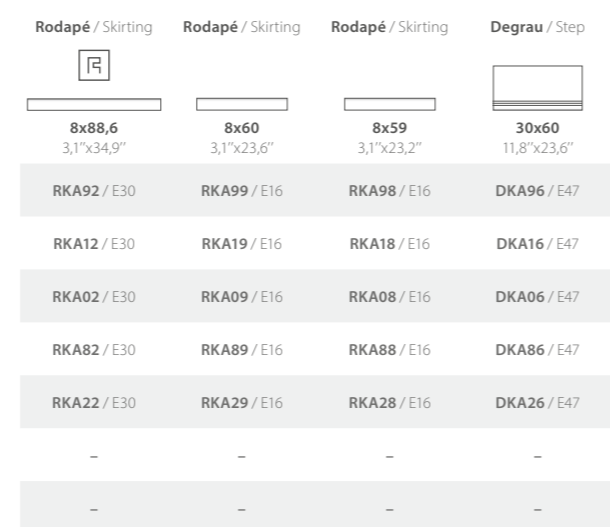 Rodapé / Skirting Rodapé / Skirting Rodapé / Skirting Degrau / Step
8x88,6 8x60 8x59 30x60
3,1’’x34,9’’ 3,1’’x23,6’’ 3,1’’x23,2’’ 11,8’’x23,6’’
RKA92 / E30 RKA99 / E16 RKA98 / E16 DKA96 / E47
RKA12 / E30 RKA19 / E16 RKA18 / E16 DKA16 / E47
RKA02 / E30 RKA09 / E16 RKA08 / E16 DKA06 / E47
RKA82 / E30 RKA89 / E16 RKA88 / E16 DKA86 / E47
RKA22 / E30 RKA29 / E16 RKA28 / E16 DKA26 / E47
– – – –
– – – –